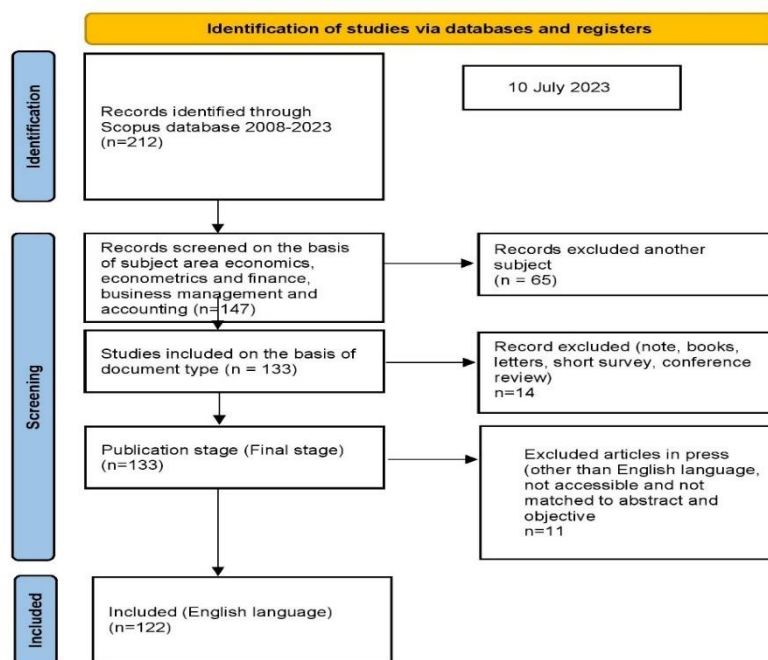 Identification of studies via databases and registers
Identification
Records identified through
Scopus database 2008-2023
(n=212)
10 July 2023
Screening
Records screened on the basis
of subject area economics,
econometrics and finance,
business management and
accounting (n=147)
Records excluded another
subject
(n = 65)
Studies included on the basis of
document type (n = 133)
Record excluded (note, books,
letters, short survey, conference
review)
n=14
Publication stage (Final stage)
(n=133)
Excluded articles in press
(other than English language,
not accessible and not
matched to abstract and
objective
n=11
Included
Included (English language)
(n=122)